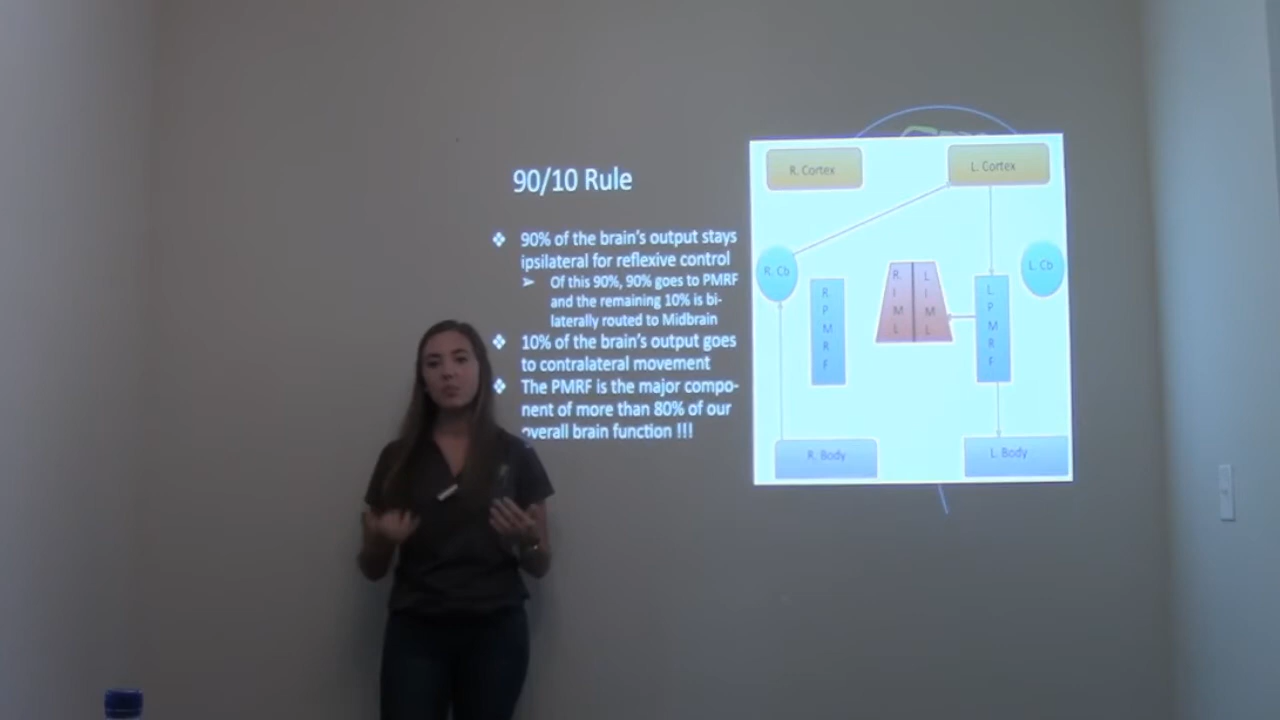 90/10 Rule
❖ 90% of the brain's output stays
ipsilateral for reflexive control
➢ Of this 90%, 90% goes to PMRF
and the remaining 10% is bi-
laterally routed to Midbrain
❖ 10% of the brain's output goes
to contralateral movement
❖ The PMRF is the major compo-
nent of more than 80% of our
overall brain function !!!
R. Cortex
L. Cortex
R. Cb
L. Cb
R
P
M
R
F
R
I
M
L
L
I
M
L
L
P
M
R
F
R. Body
L. Body